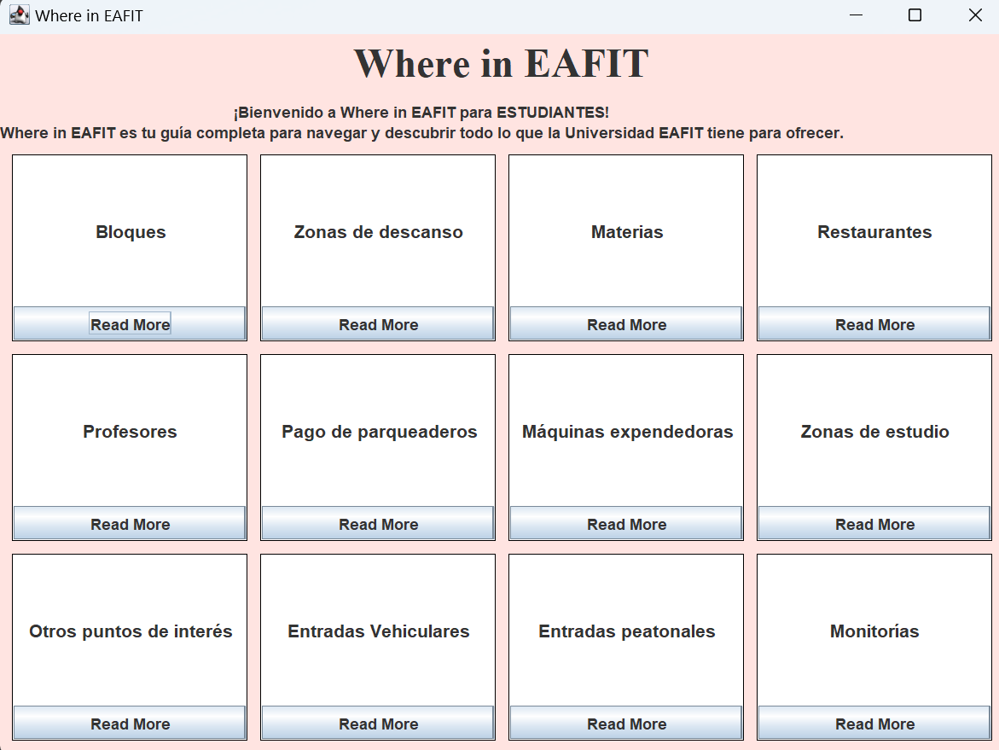 Where in EAFIT
Where in EAFIT
¡Bienvenido a Where in EAFIT para ESTUDIANTES!
Where in EAFIT es tu guía completa para navegar y descubrir todo lo que la Universidad EAFIT tiene para ofrecer.
Bloques
Read More
Zonas de descanso
Read More
Materias
Read More
Restaurantes
Read More
Profesores
Read More
Pago de parqueaderos
Read More
Máquinas expendedoras
Read More
Zonas de estudio
Read More
Otros puntos de interés
Read More
Entradas Vehiculares
Read More
Entradas peatonales
Read More
Monitorías
Read More